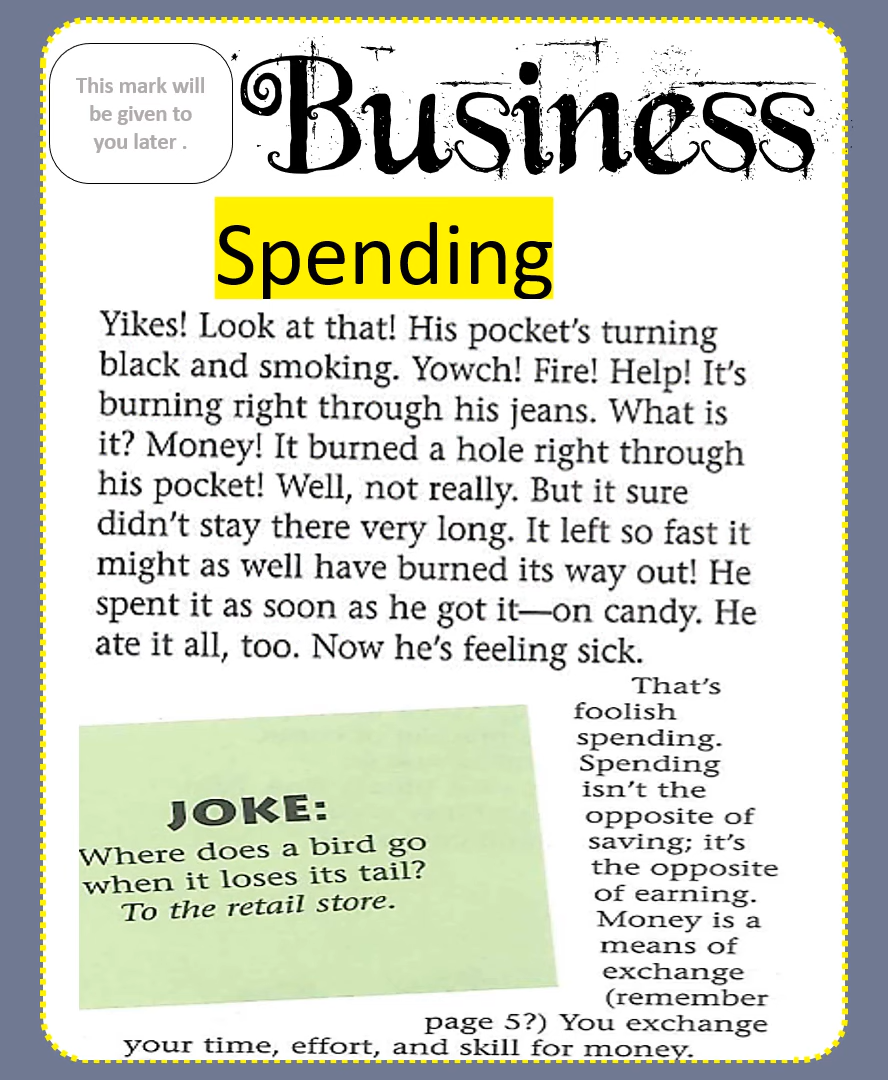 This mark will
be given to
you later .
Business
Spending
Yikes! Look at that! His pocket's turning
black and smoking. Yowch! Fire! Help! It's
burning right through his jeans. What is
it? Money! It burned a hole right through
his pocket! Well, not really. But it sure
didn't stay there very long. It left so fast it
might as well have burned its way out! He
spent it as soon as he got it—on candy. He
ate it all, too. Now he's feeling sick.
JOKE:
Where does a bird go
when it loses its tail?
To the retail store.
That's
foolish
spending.
Spending
isn't the
opposite of
saving; it's
the opposite
of earning.
Money is a
means of
exchange
(remember
page 5?) You exchange
your time, effort, and skill for money.